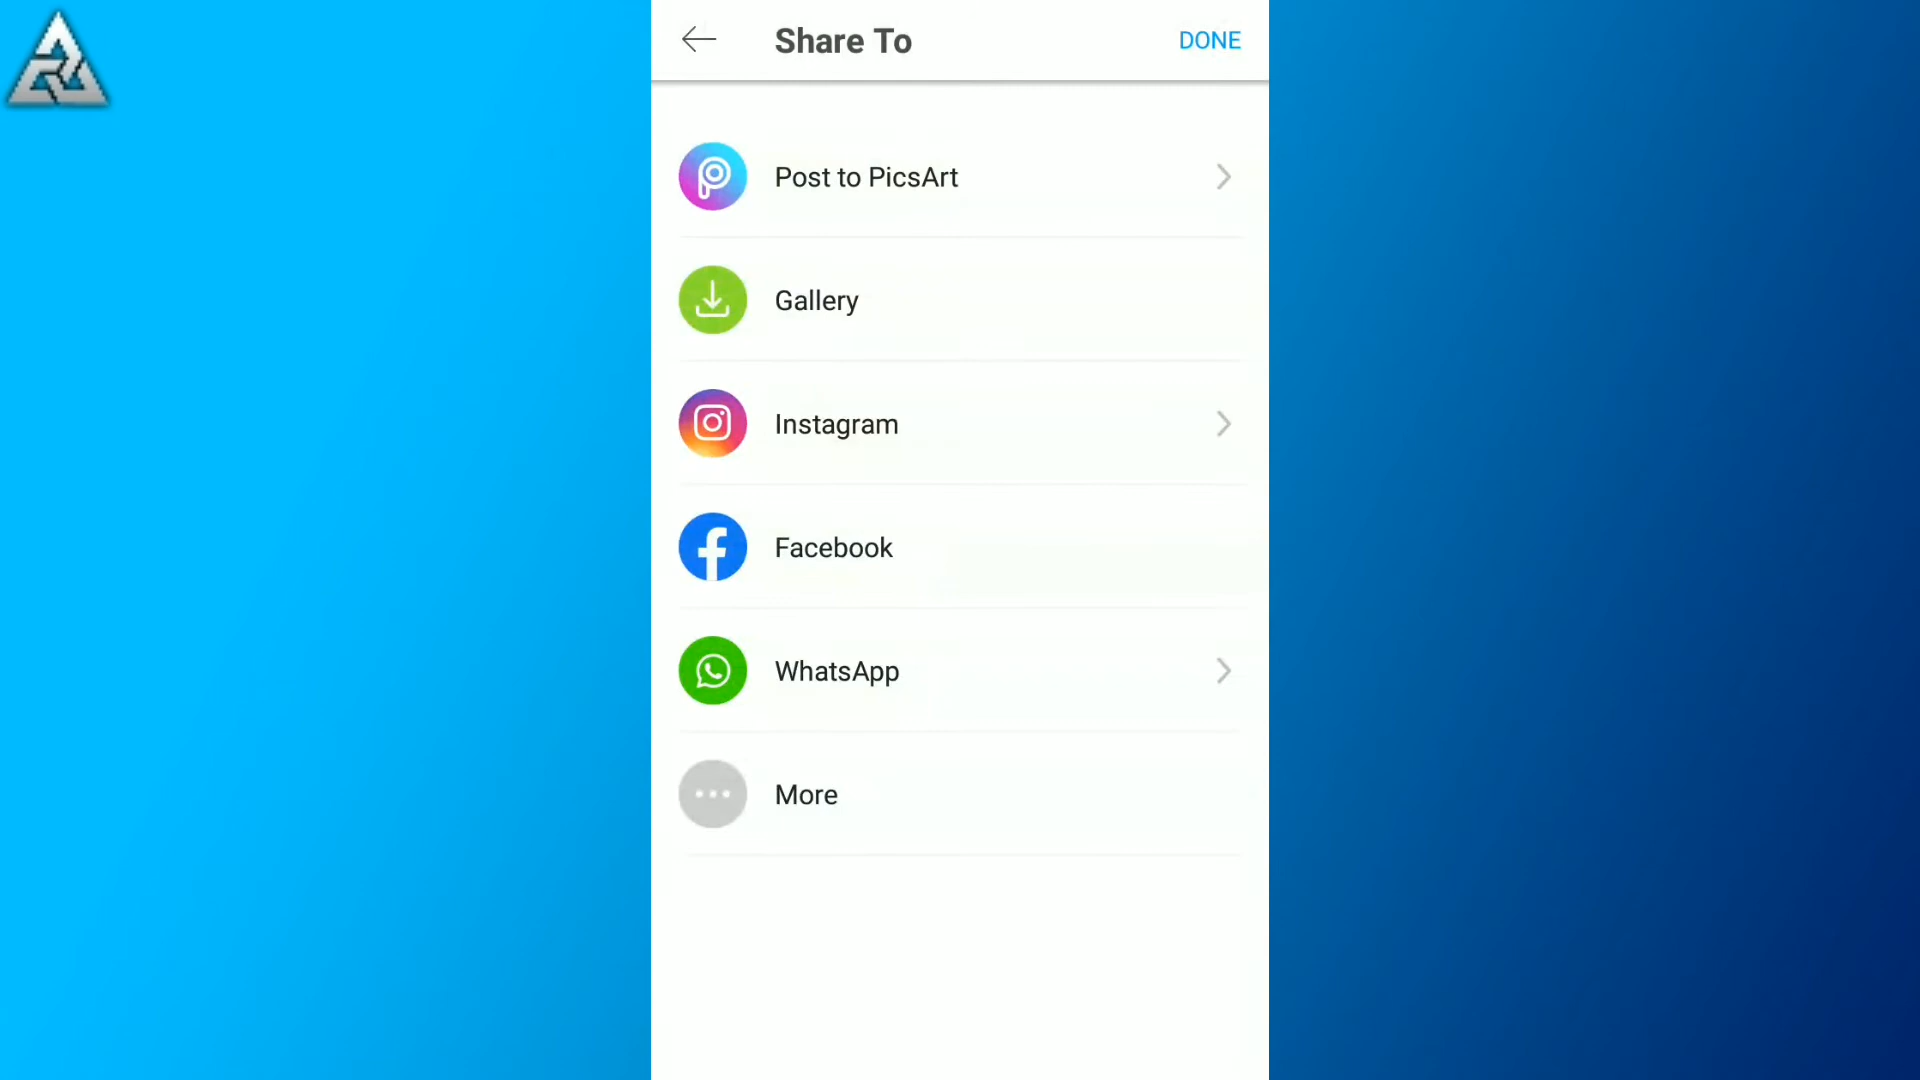 Share To
DONE
Post to PicsArt
Gallery
Instagram
Facebook
WhatsApp
More